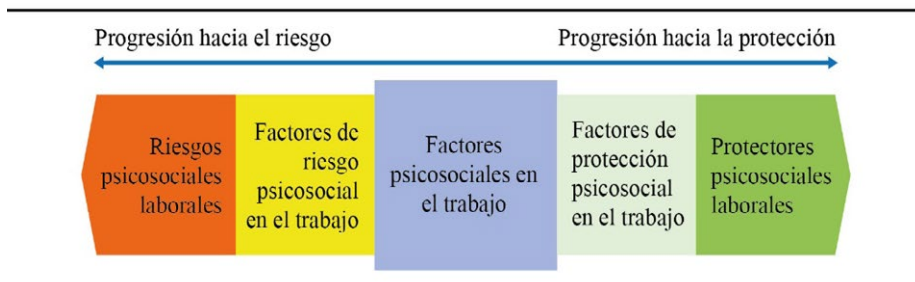 Progresión hacia el riesgo
Progresión hacia la protección
Riesgos
psicosociales
laborales
Factores de
riesgo
psicosocial
en el trabajo
Factores
psicosociales en
el trabajo
Factores de
protección
psicosocial
en el trabajo
Protectores
psicosociales
laborales